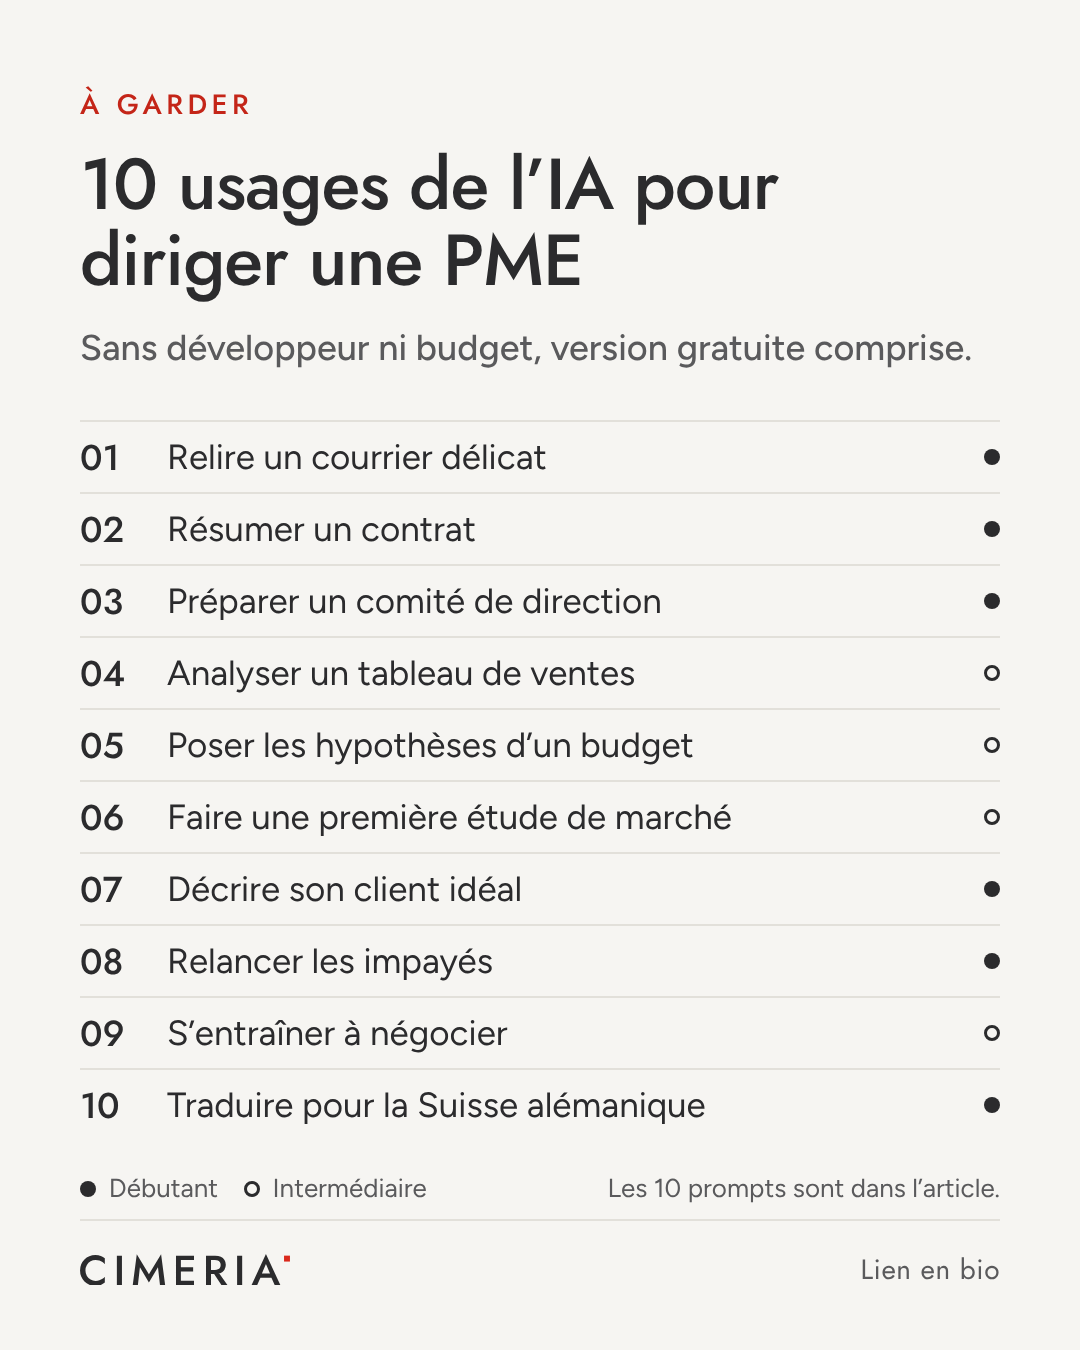 À GARDER
10 usages de l’IA pour
diriger une PME
Sans développeur ni budget, version gratuite comprise.
01 Relire un courrier délicat
02 Résumer un contrat
03 Préparer un comité de direction
04 Analyser un tableau de ventes
05 Poser les hypothèses d’un budget
06 Faire une première étude de marché
07 Décrire son client idéal
08 Relancer les impayés
09 S’entraîner à négocier
10 Traduire pour la Suisse alémanique
Débutant Intermédiaire Les 10 prompts sont dans l’article.
CIMERIA Lien en bio